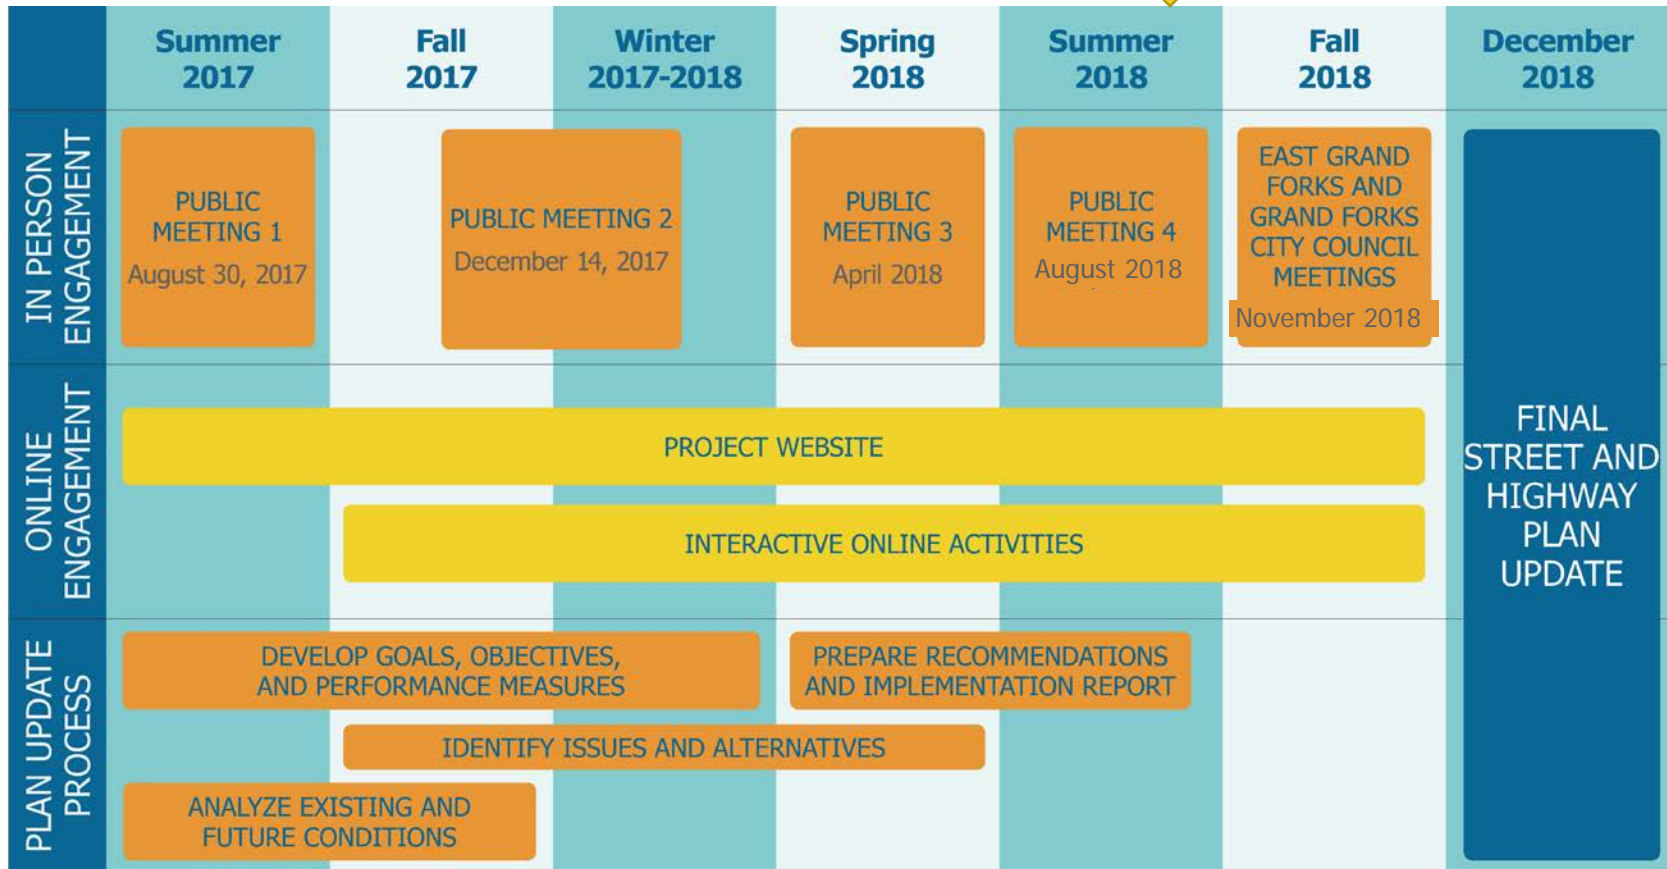 Summer
2017
Fall
2017
Winter
2017-2018
Spring
2018
Summer
2018
Fall
2018
December
2018
IN PERSON
ENGAGEMENT
PUBLIC
MEETING 1
August 30, 2017
PUBLIC MEETING 2
December 14, 2017
PUBLIC
MEETING 3
April 2018
PUBLIC
MEETING 4
August 2018
EAST GRAND
FORKS AND
GRAND FORKS
CITY COUNCIL
MEETINGS
November 2018
ONLINE
ENGAGEMENT
PROJECT WEBSITE
INTERACTIVE ONLINE ACTIVITIES
FINAL
STREET AND
HIGHWAY
PLAN
UPDATE
PLAN UPDATE
PROCESS
DEVELOP GOALS, OBJECTIVES,
AND PERFORMANCE MEASURES
PREPARE RECOMMENDATIONS
AND IMPLEMENTATION REPORT
IDENTIFY ISSUES AND ALTERNATIVES
ANALYZE EXISTING AND
FUTURE CONDITIONS